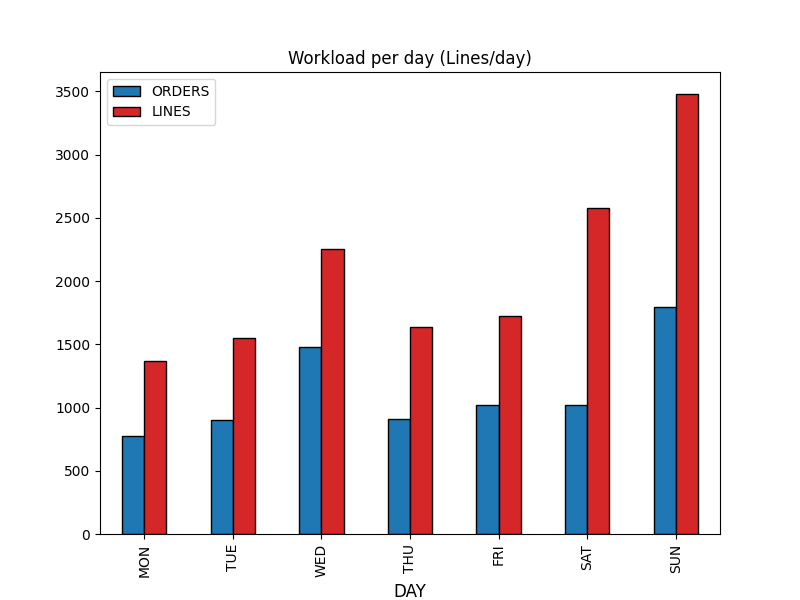 Workload per day (Lines/day)
ORDERS
LINES
3500
3000
2500
2000
1500
1000
500
0
MON
TUE
WED
THU
FRI
SAT
SUN
DAY